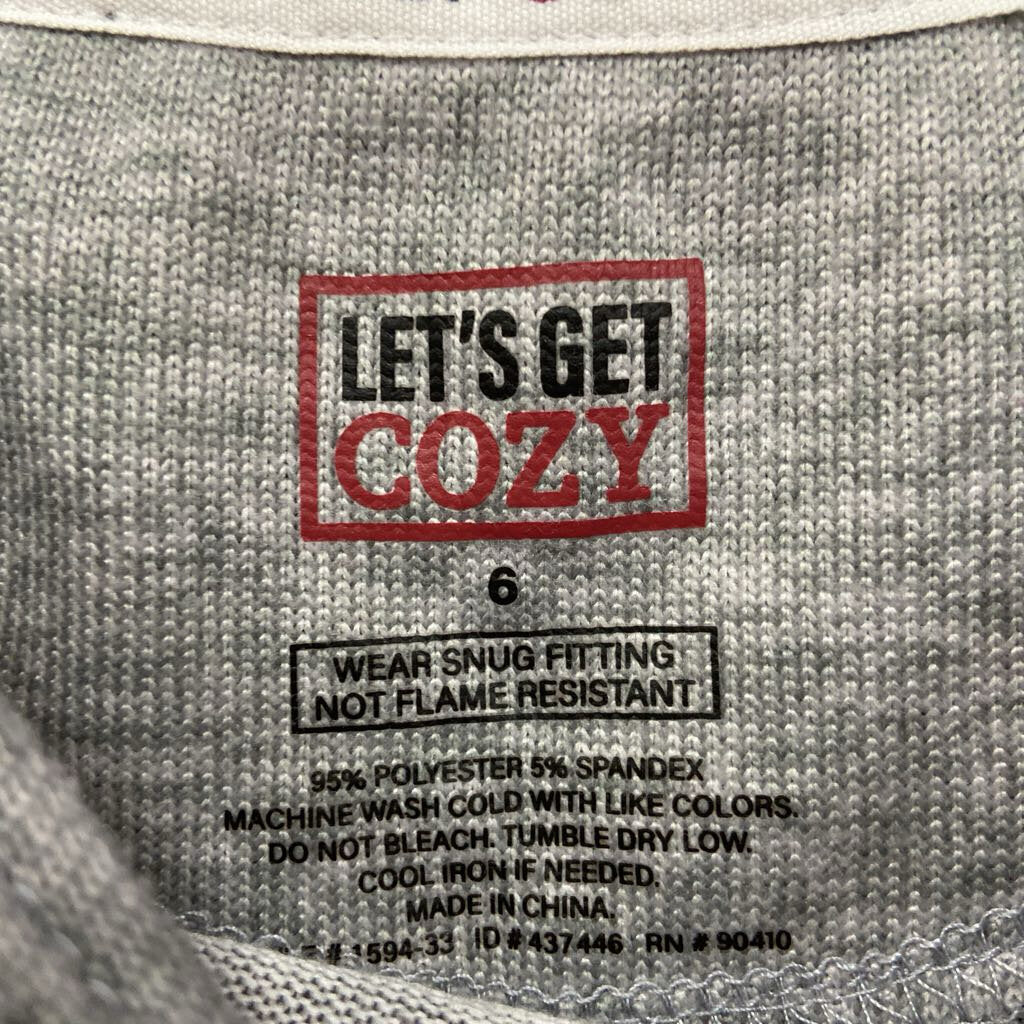 LET'S GET
COZY
6
WEAR SNUG FITTING
NOT FLAME RESISTANT
95% POLYESTER 5% SPANDEX
MACHINE WASH COLD WITH LIKE COLORS.
DO NOT BLEACH. TUMBLE DRY LOW.
COOL IRON IF NEEDED.
MADE IN CHINA.
# 1594-33 ID # 437446 RN # 90410